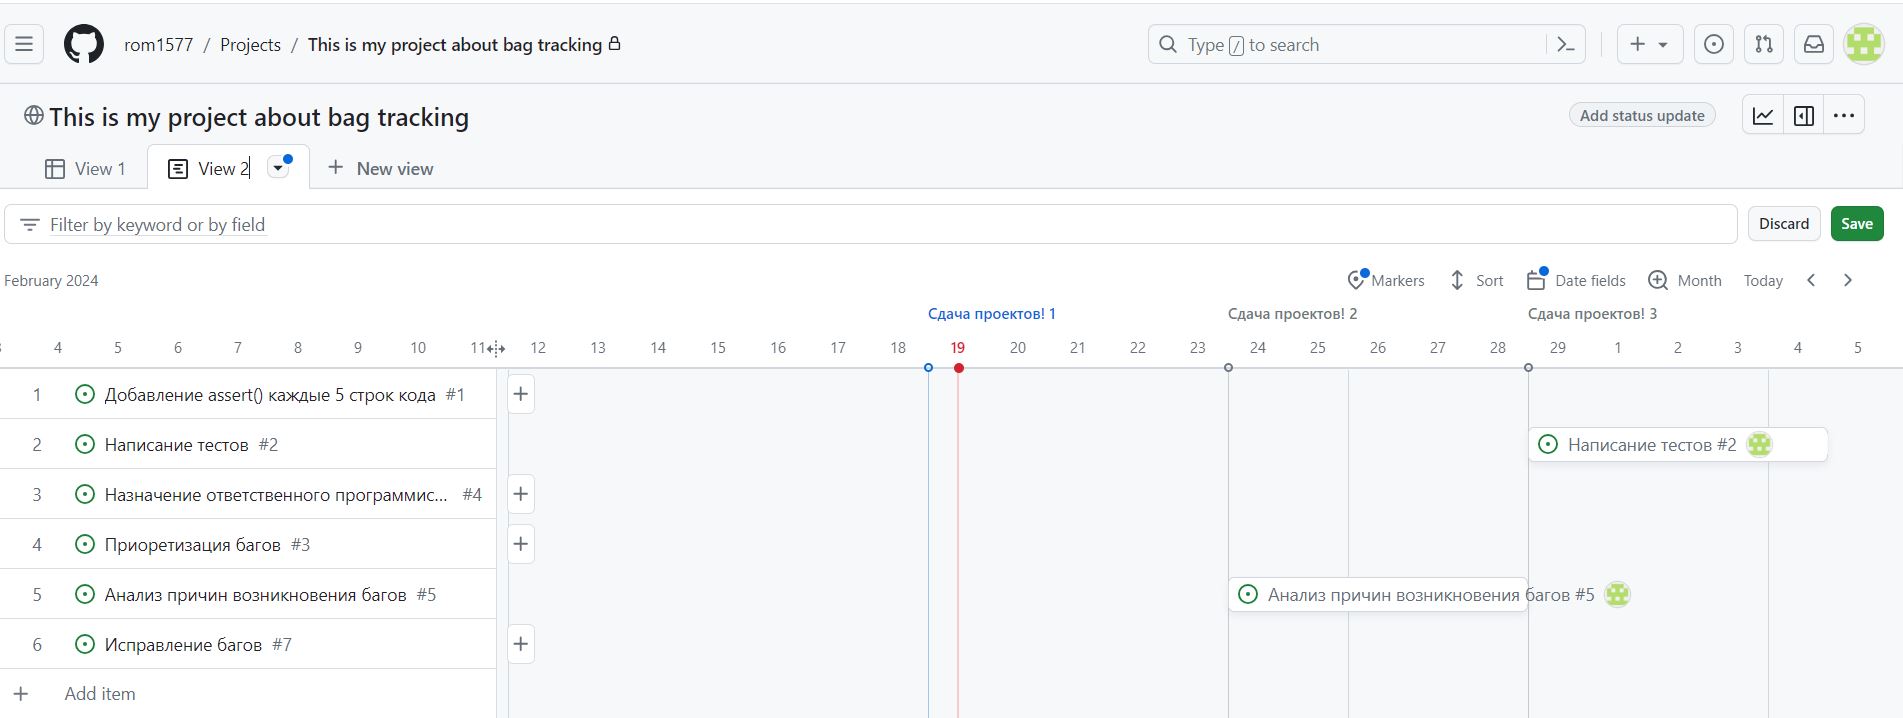 rom1577 / Projects / This is my project about bag tracking
Type / to search
This is my project about bag tracking
Add status update
View 1
View 2
New view
Filter by keyword or by field
Discard
Save
February 2024
Markers
Sort
Date fields
Month
Today
Сдача проектов! 1
Сдача проектов! 2
Сдача проектов! 3
4 5 6 7 8 9 10 11 12 13 14 15 16 17 18 19 20 21 22 23 24 25 26 27 28 29 1 2 3 4 5
1 Добавление assert() каждые 5 строк кода #1
2 Написание тестов #2
Написание тестов #2
3 Назначение ответственного программис... #4
4 Приоретизация багов #3
5 Анализ причин возникновения багов #5
Анализ причин возникновения багов #5
6 Исправление багов #7
Add item